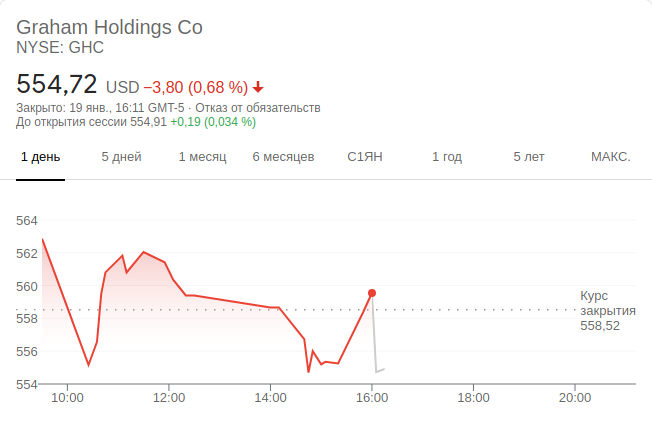 Graham Holdings Co
NYSE: GHC
554,72 USD −3,80 (0,68 %)
Закрыто: 19 янв., 16:11 GMT-5 · Отказ от обязательств
До открытия сессии 554,91 +0,19 (0,034 %)
1 день 5 дней 1 месяц 6 месяцев С1ЯН 1 год 5 лет МАКС.
564
562
560
558
556
554
Курс
закрытия
558,52
10:00 12:00 14:00 16:00 18:00 20:00